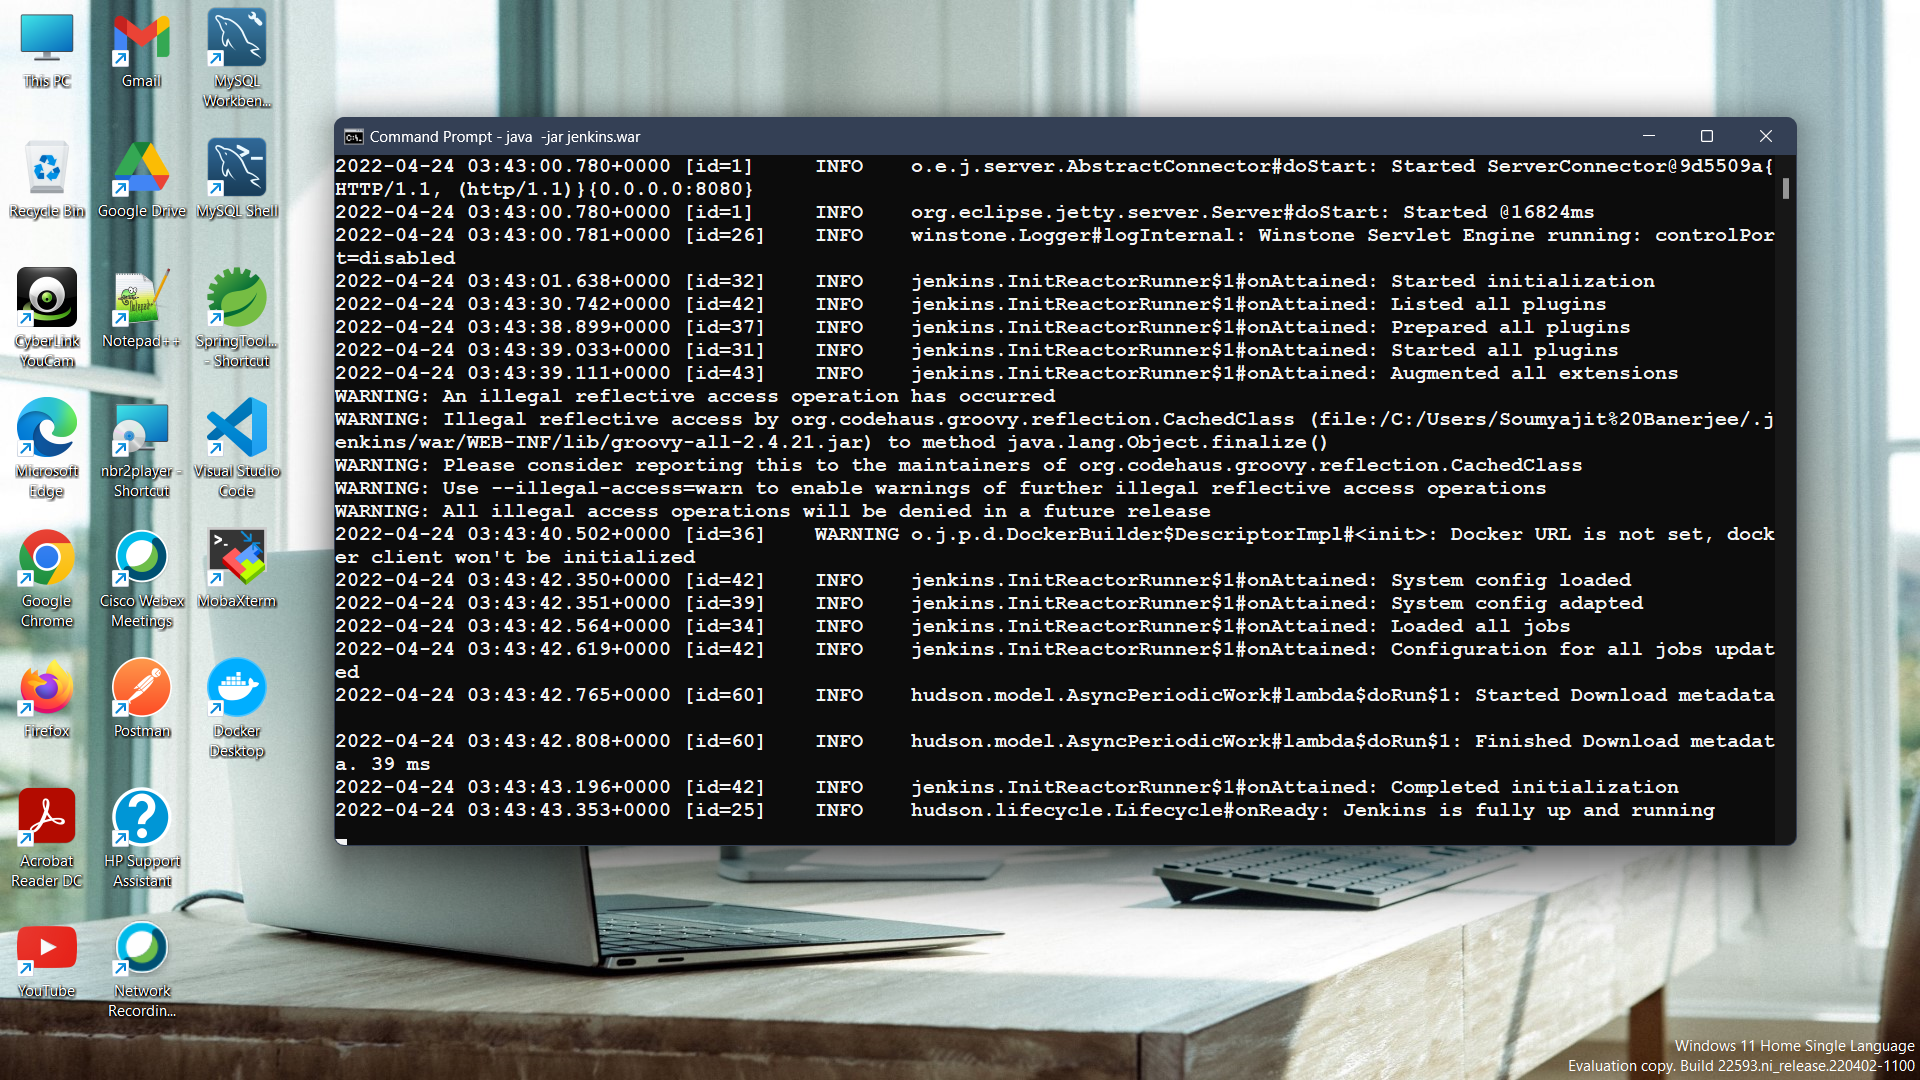 This PC
Gmail
MySQL
Workben...
Recycle Bin
Google Drive
MySQL Shell
CyberLink
YouCam
Notepad++
SpringTool...
- Shortcut
Microsoft
Edge
nbr2player -
Shortcut
Visual Studio
Code
Google
Chrome
Cisco Webex
Meetings
MobaXterm
Firefox
Postman
Docker
Desktop
Acrobat
Reader DC
HP Support
Assistant
YouTube
Network
Recordin...
Command Prompt - java  -jar jenkins.war
2022-04-24 03:43:00.780+0000 [id=1]     INFO    o.e.j.server.AbstractConnector#doStart: Started ServerConnector@9d5509a{
HTTP/1.1, (http/1.1)}{0.0.0.0:8080}
2022-04-24 03:43:00.780+0000 [id=1]     INFO    org.eclipse.jetty.server.Server#doStart: Started @16824ms
2022-04-24 03:43:00.781+0000 [id=26]    INFO    winstone.Logger#logInternal: Winstone Servlet Engine running: controlPor
t=disabled
2022-04-24 03:43:01.638+0000 [id=32]    INFO    jenkins.InitReactorRunner$1#onAttained: Started initialization
2022-04-24 03:43:30.742+0000 [id=42]    INFO    jenkins.InitReactorRunner$1#onAttained: Listed all plugins
2022-04-24 03:43:38.899+0000 [id=37]    INFO    jenkins.InitReactorRunner$1#onAttained: Prepared all plugins
2022-04-24 03:43:39.033+0000 [id=31]    INFO    jenkins.InitReactorRunner$1#onAttained: Started all plugins
2022-04-24 03:43:39.111+0000 [id=43]    INFO    jenkins.InitReactorRunner$1#onAttained: Augmented all extensions
WARNING: An illegal reflective access operation has occurred
WARNING: Illegal reflective access by org.codehaus.groovy.reflection.CachedClass (file:/C:/Users/Soumyajit%20Banerjee/.j
enkins/war/WEB-INF/lib/groovy-all-2.4.21.jar) to method java.lang.Object.finalize()
WARNING: Please consider reporting this to the maintainers of org.codehaus.groovy.reflection.CachedClass
WARNING: Use --illegal-access=warn to enable warnings of further illegal reflective access operations
WARNING: All illegal access operations will be denied in a future release
2022-04-24 03:43:40.502+0000 [id=36]    WARNING o.j.p.d.DockerBuilder$DescriptorImpl#<init>: Docker URL is not set, dock
er client won't be initialized
2022-04-24 03:43:42.350+0000 [id=42]    INFO    jenkins.InitReactorRunner$1#onAttained: System config loaded
2022-04-24 03:43:42.351+0000 [id=39]    INFO    jenkins.InitReactorRunner$1#onAttained: System config adapted
2022-04-24 03:43:42.564+0000 [id=34]    INFO    jenkins.InitReactorRunner$1#onAttained: Loaded all jobs
2022-04-24 03:43:42.619+0000 [id=42]    INFO    jenkins.InitReactorRunner$1#onAttained: Configuration for all jobs updat
ed
2022-04-24 03:43:42.765+0000 [id=60]    INFO    hudson.model.AsyncPeriodicWork#lambda$doRun$1: Started Download metadata
2022-04-24 03:43:42.808+0000 [id=60]    INFO    hudson.model.AsyncPeriodicWork#lambda$doRun$1: Finished Download metadat
a. 39 ms
2022-04-24 03:43:43.196+0000 [id=42]    INFO    jenkins.InitReactorRunner$1#onAttained: Completed initialization
2022-04-24 03:43:43.353+0000 [id=25]    INFO    hudson.lifecycle.Lifecycle#onReady: Jenkins is fully up and running
Windows 11 Home Single Language
Evaluation copy. Build 22593.ni_release.220402-1100